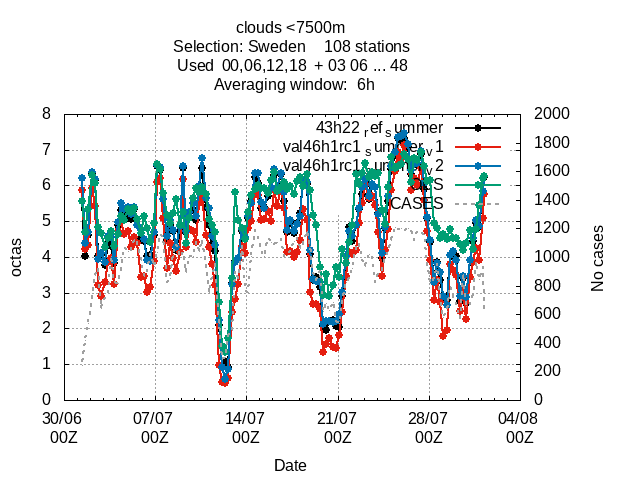 clouds <7500m
Selection: Sweden    108 stations
Used  00,06,12,18  + 03 06 ... 48
Averaging window:  6h
43h22_ref_summer
val46h1rc1_summer_v1
CASES
octas
No cases
8
7
6
5
4
3
2
1
0
2000
1800
1600
1400
1200
1000
800
600
400
200
0
30/06 07/07 14/07 21/07 28/07 04/08
00Z 00Z 00Z 00Z 00Z 00Z
Date